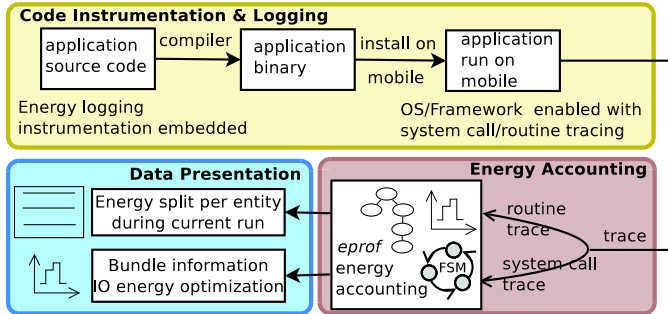 Code Instrumentation & Logging
application
source code
compiler
application
binary
install on
mobile
application
run on
mobile
Energy logging
instrumentation embedded
OS/Framework enabled with
system call/routine tracing
Data Presentation
Energy split per entity
during current run
Bundle information
IO energy optimization
Energy Accounting
eprof
energy
accounting
FSM
routine
trace
system call
trace
trace